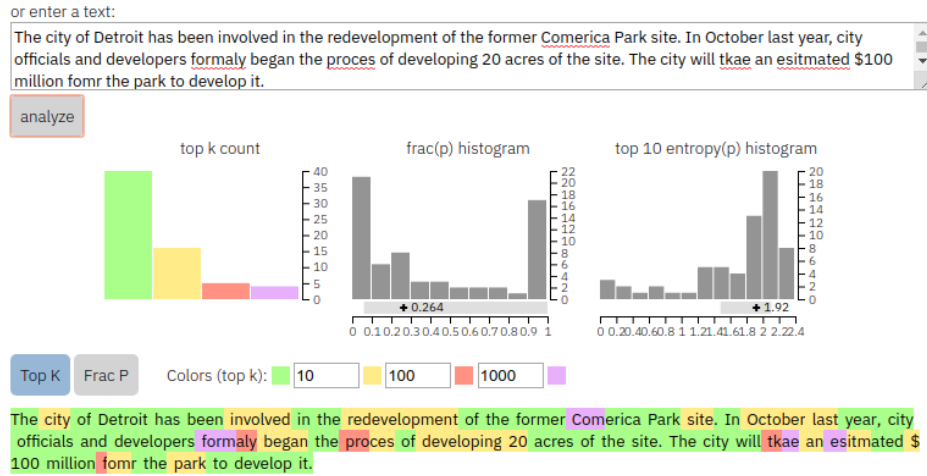 or enter a text:
The city of Detroit has been involved in the redevelopment of the former Comerica Park site. In October last year, city
officials and developers formaly began the proces of developing 20 acres of the site. The city will tkae an esitmated $100
million fomr the park to develop it.
analyze
top k count
frac(p) histogram
top 10 entropy(p) histogram
40
35
30
25
20
15
10
5
0
22
20
18
16
14
12
10
8
6
4
2
0
20
18
16
14
12
10
8
6
4
2
0
+ 0.264
+ 1.92
0 0.1 0.2 0.3 0.4 0.5 0.6 0.7 0.8 0.9 1
0 0.2 0.4 0.6 0.8 1 1.2 1.4 1.6 1.8 2 2.2 2.4
Top K Frac P Colors (top k): 10 100 1000
The city of Detroit has been involved in the redevelopment of the former Comerica Park site. In October last year, city
officials and developers formaly began the proces of developing 20 acres of the site. The city will tkae an esitmated $
100 million fomr the park to develop it.